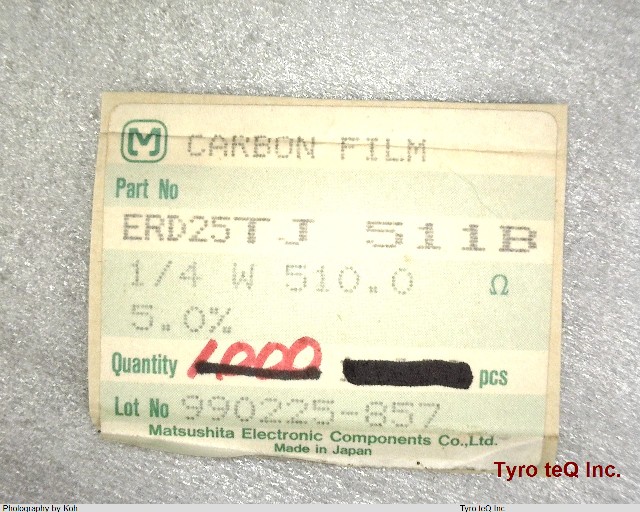 M CARBON FILM
Part No
ERD25TJ 511B
1/4 W 510.0 Ω
5.0%
Quantity 1000 pcs
Lot No 990225-857
Matsushita Electronic Components Co.,Ltd.
Made in Japan
Tyro teQ Inc.
Photography by Koh Tyro teQ Inc